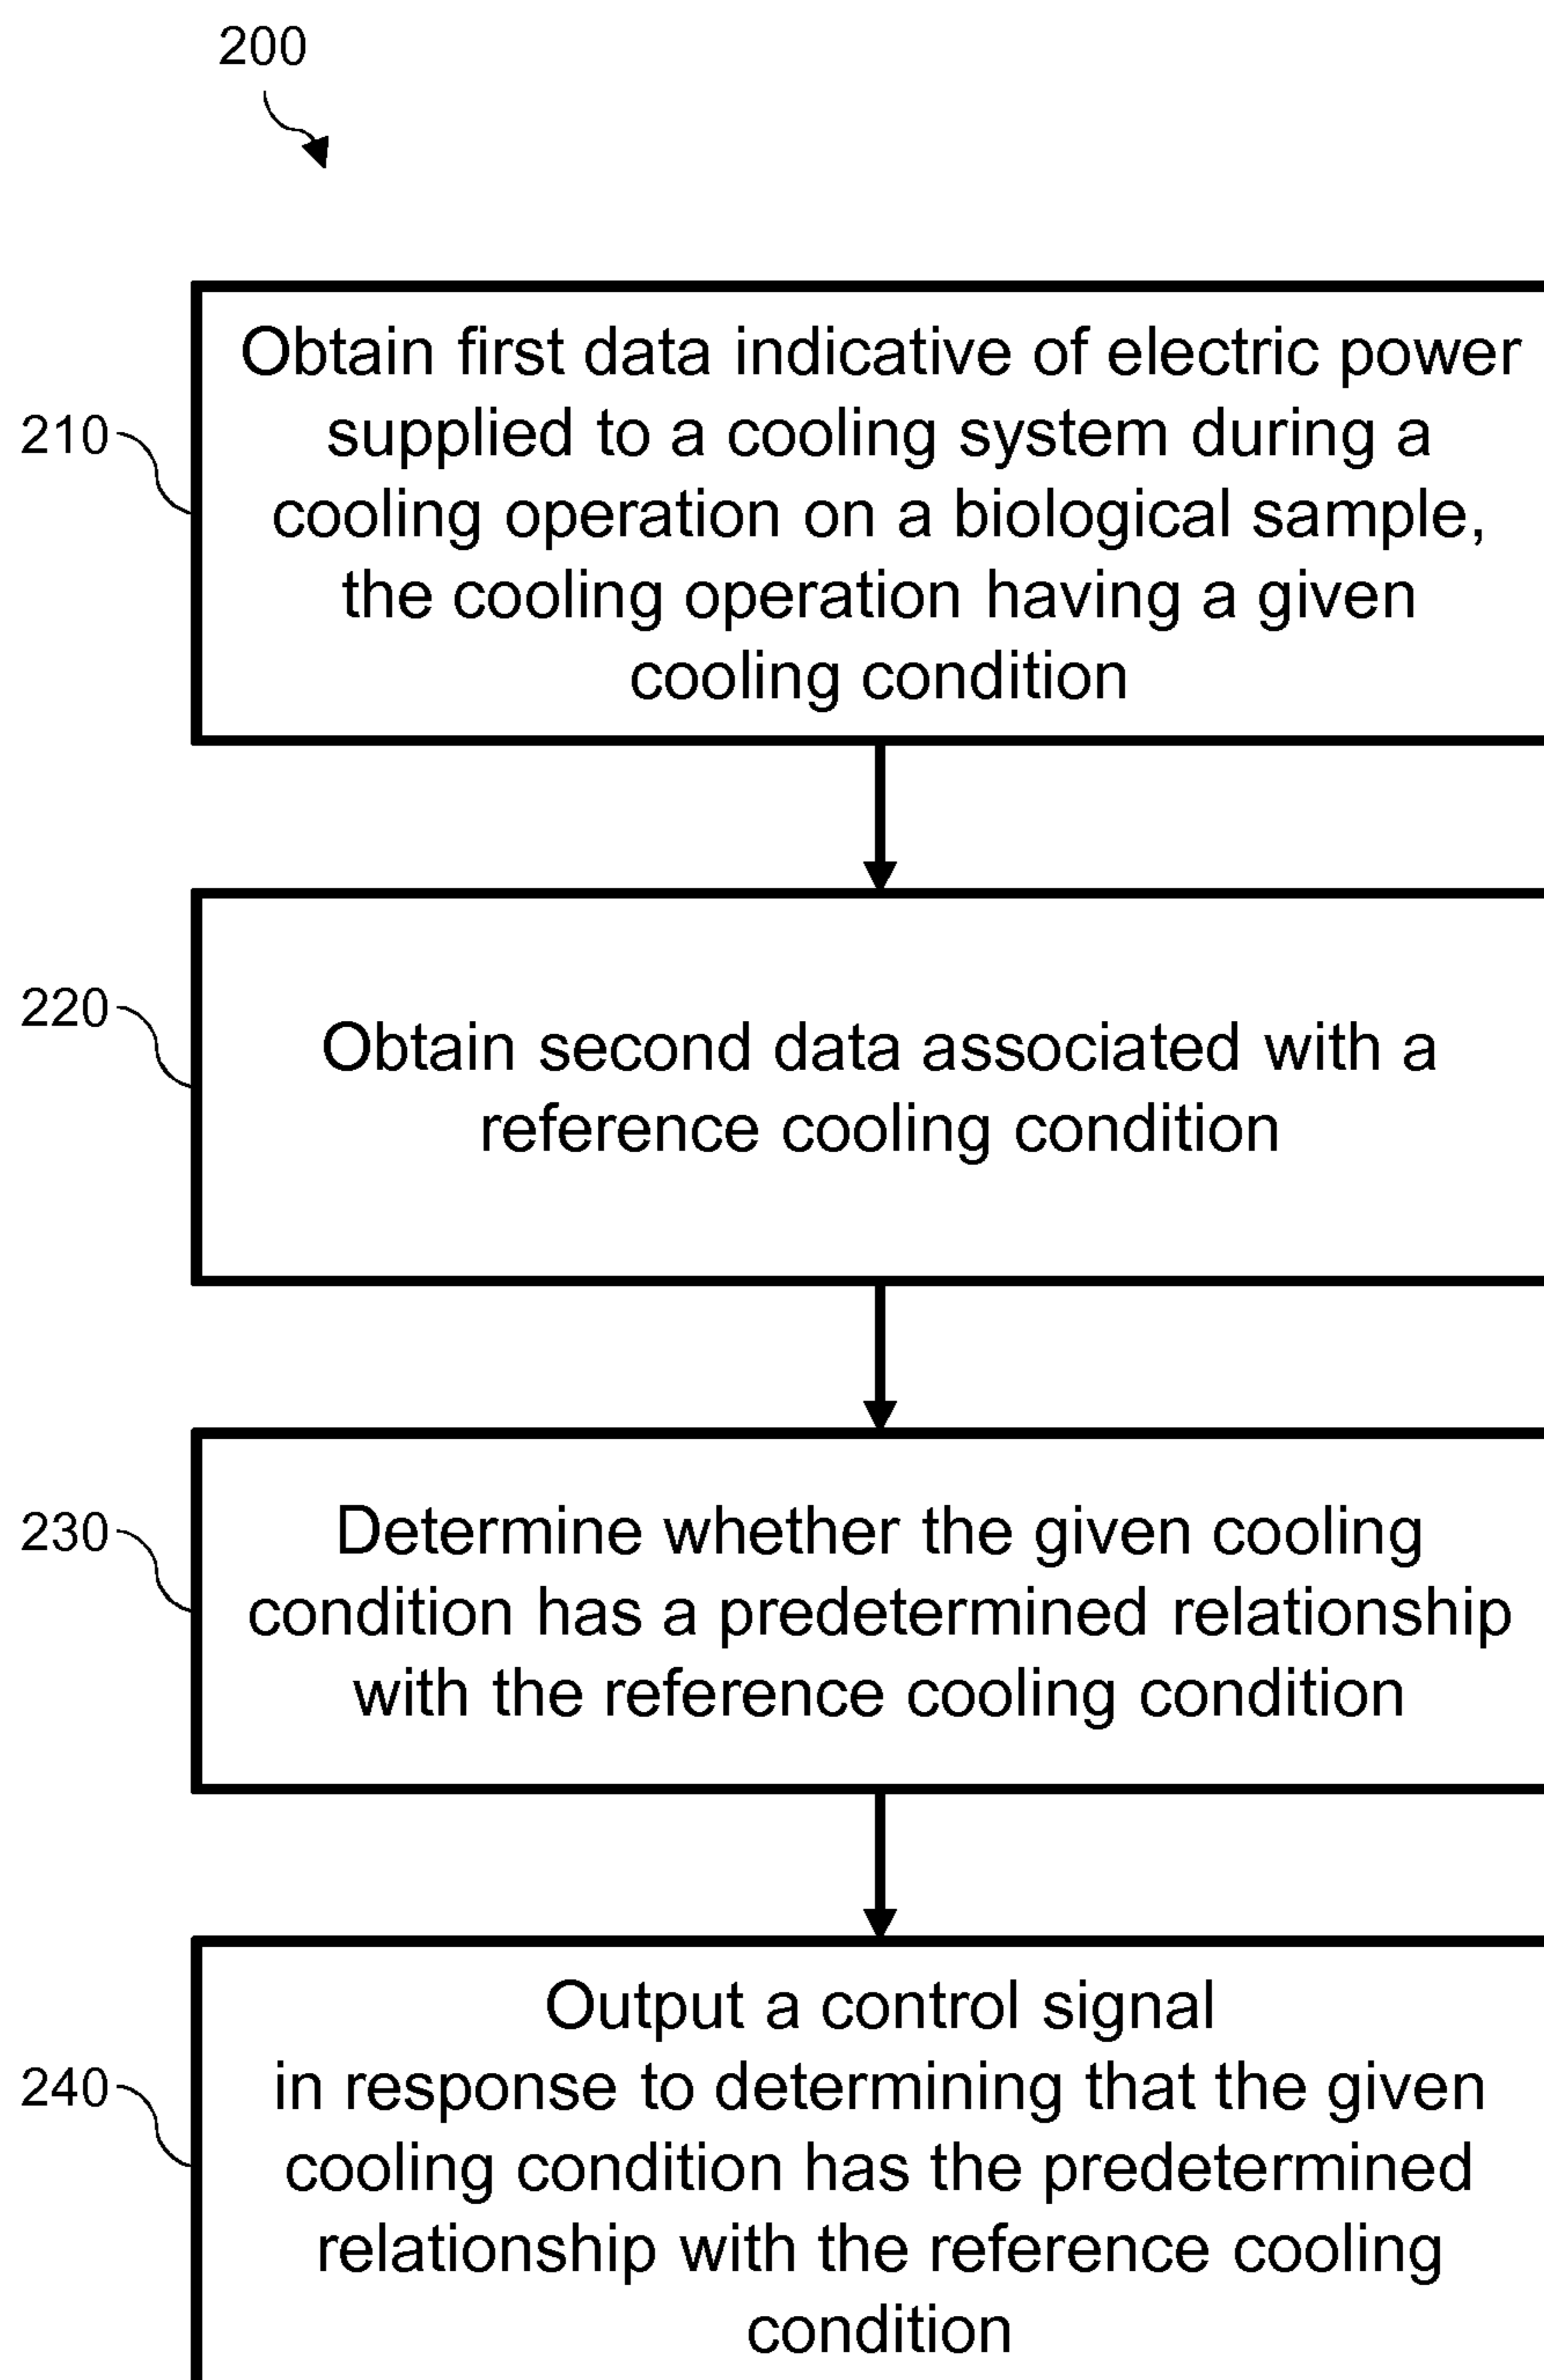 200
210
Obtain first data indicative of electric power
supplied to a cooling system during a
cooling operation on a biological sample,
the cooling operation having a given
cooling condition
220
Obtain second data associated with a
reference cooling condition
230
Determine whether the given cooling
condition has a predetermined relationship
with the reference cooling condition
240
Output a control signal
in response to determining that the given
cooling condition has the predetermined
relationship with the reference cooling
condition